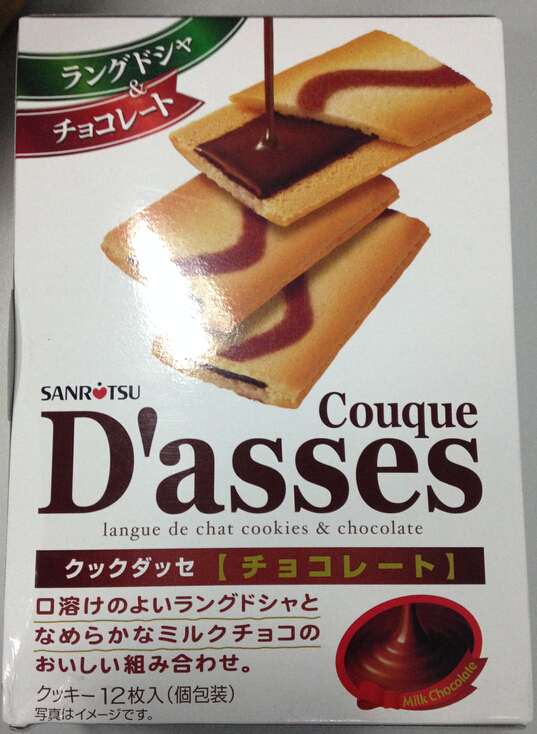 ラングドシャ
&
チョコレート
SANRITSU
Couque
D'asses
langue de chat cookies & chocolate
クックダッセ【チョコレート】
口溶けのよいラングドシャと
なめらかなミルクチョコの
おいしい組み合わせ。
Milk Chocolate
クッキー12枚入(個包装)
写真はイメージです。